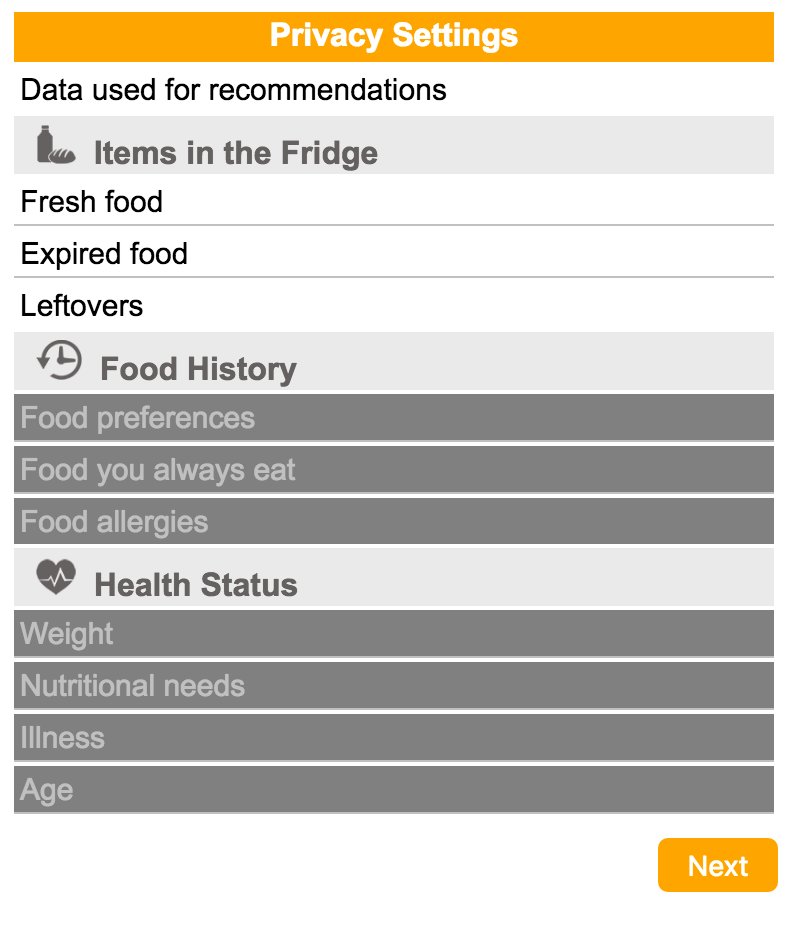 Privacy Settings
Data used for recommendations
Items in the Fridge
Fresh food
Expired food
Leftovers
Food History
Food preferences
Food you always eat
Food allergies
Health Status
Weight
Nutritional needs
Illness
Age
Next